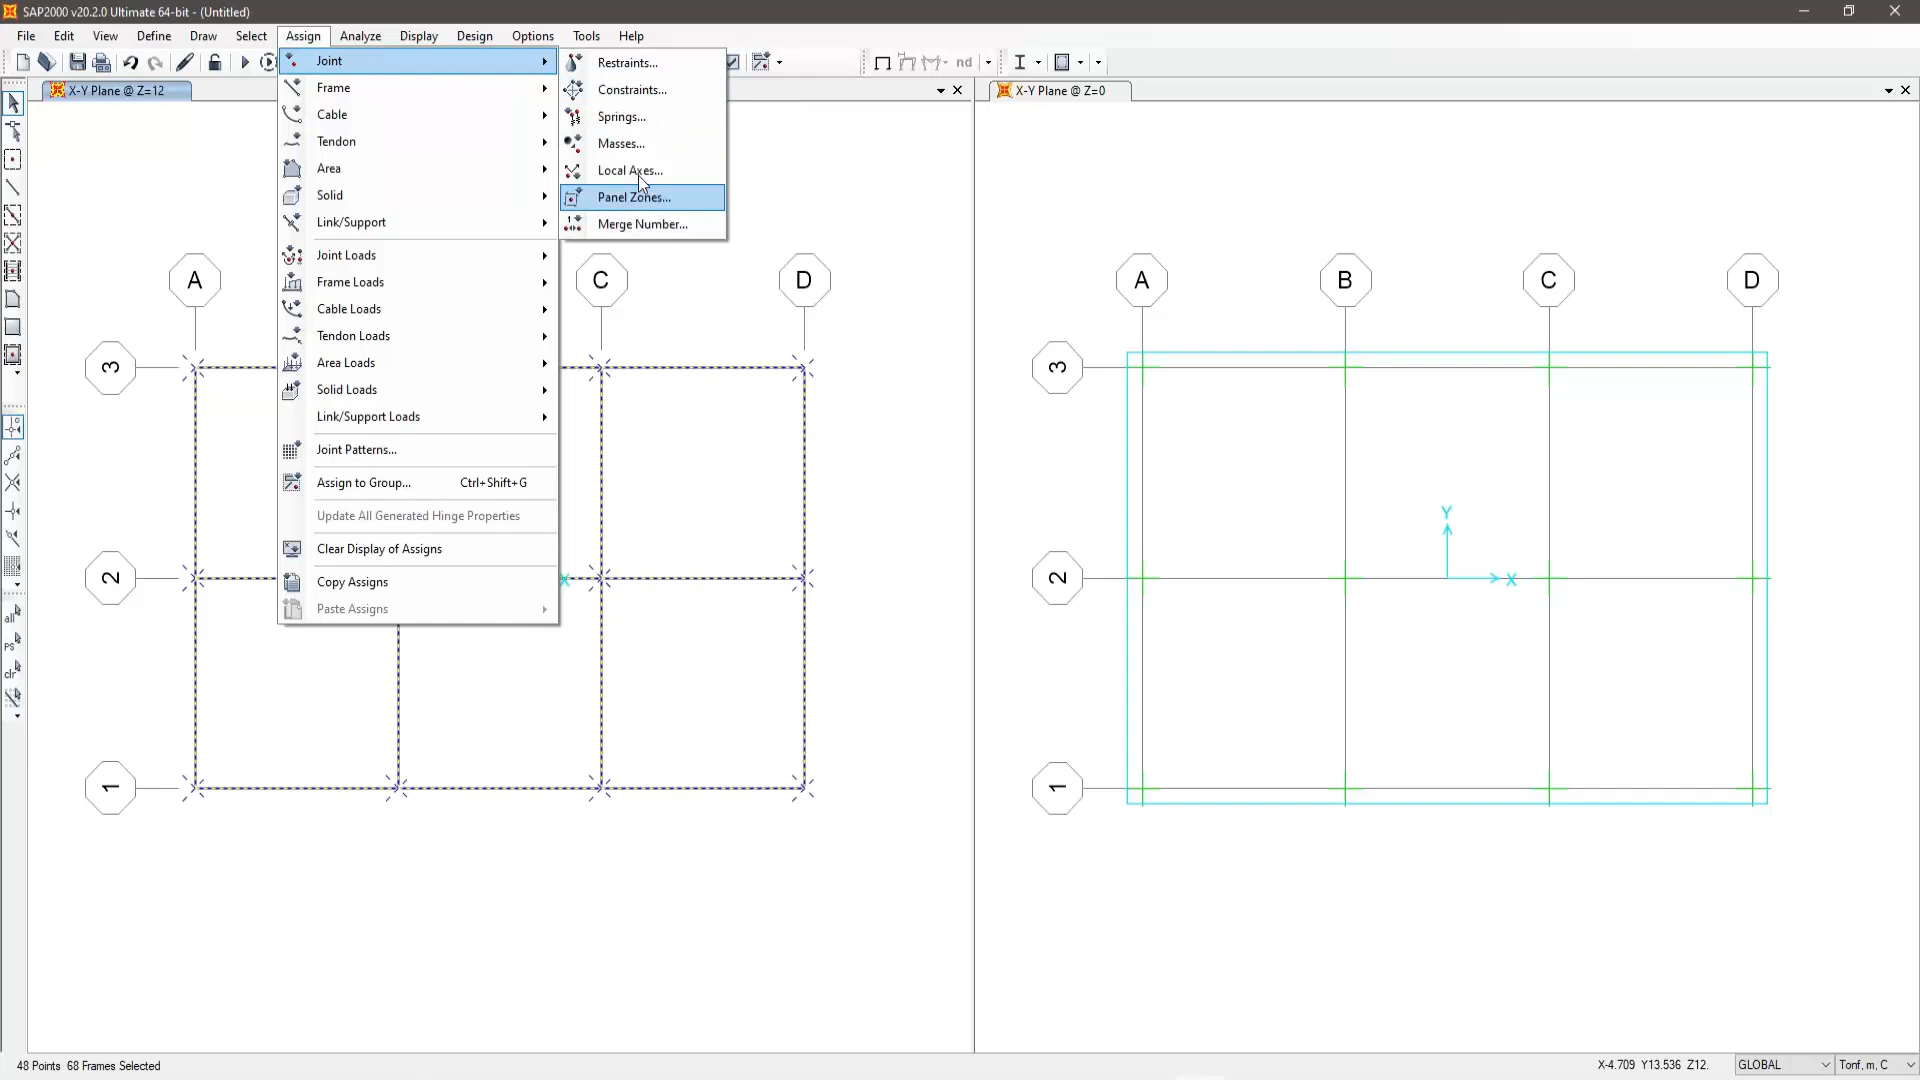 SAP2000 v20.2.0 Ultimate 64-bit - (Untitled)
File Edit View Define Draw Select Assign Analyze Display Design Options Tools Help
nd
X-Y Plane @ Z=12
X-Y Plane @ Z=0
Joint
Frame
Cable
Tendon
Area
Solid
Link/Support
Joint Loads
Frame Loads
Cable Loads
Tendon Loads
Area Loads
Solid Loads
Link/Support Loads
Joint Patterns...
Assign to Group... Ctrl+Shift+G
Update All Generated Hinge Properties
Clear Display of Assigns
Copy Assigns
Paste Assigns
Restraints...
Constraints...
Springs...
Masses...
Local Axes...
Panel Zones...
Merge Number...
all
PS
clr
A C D
3
2
1
X
A B C D
3
2
1
Y
X
48 Points 68 Frames Selected
X-4.709 Y13.536 Z12.
GLOBAL
Tonf, m, C